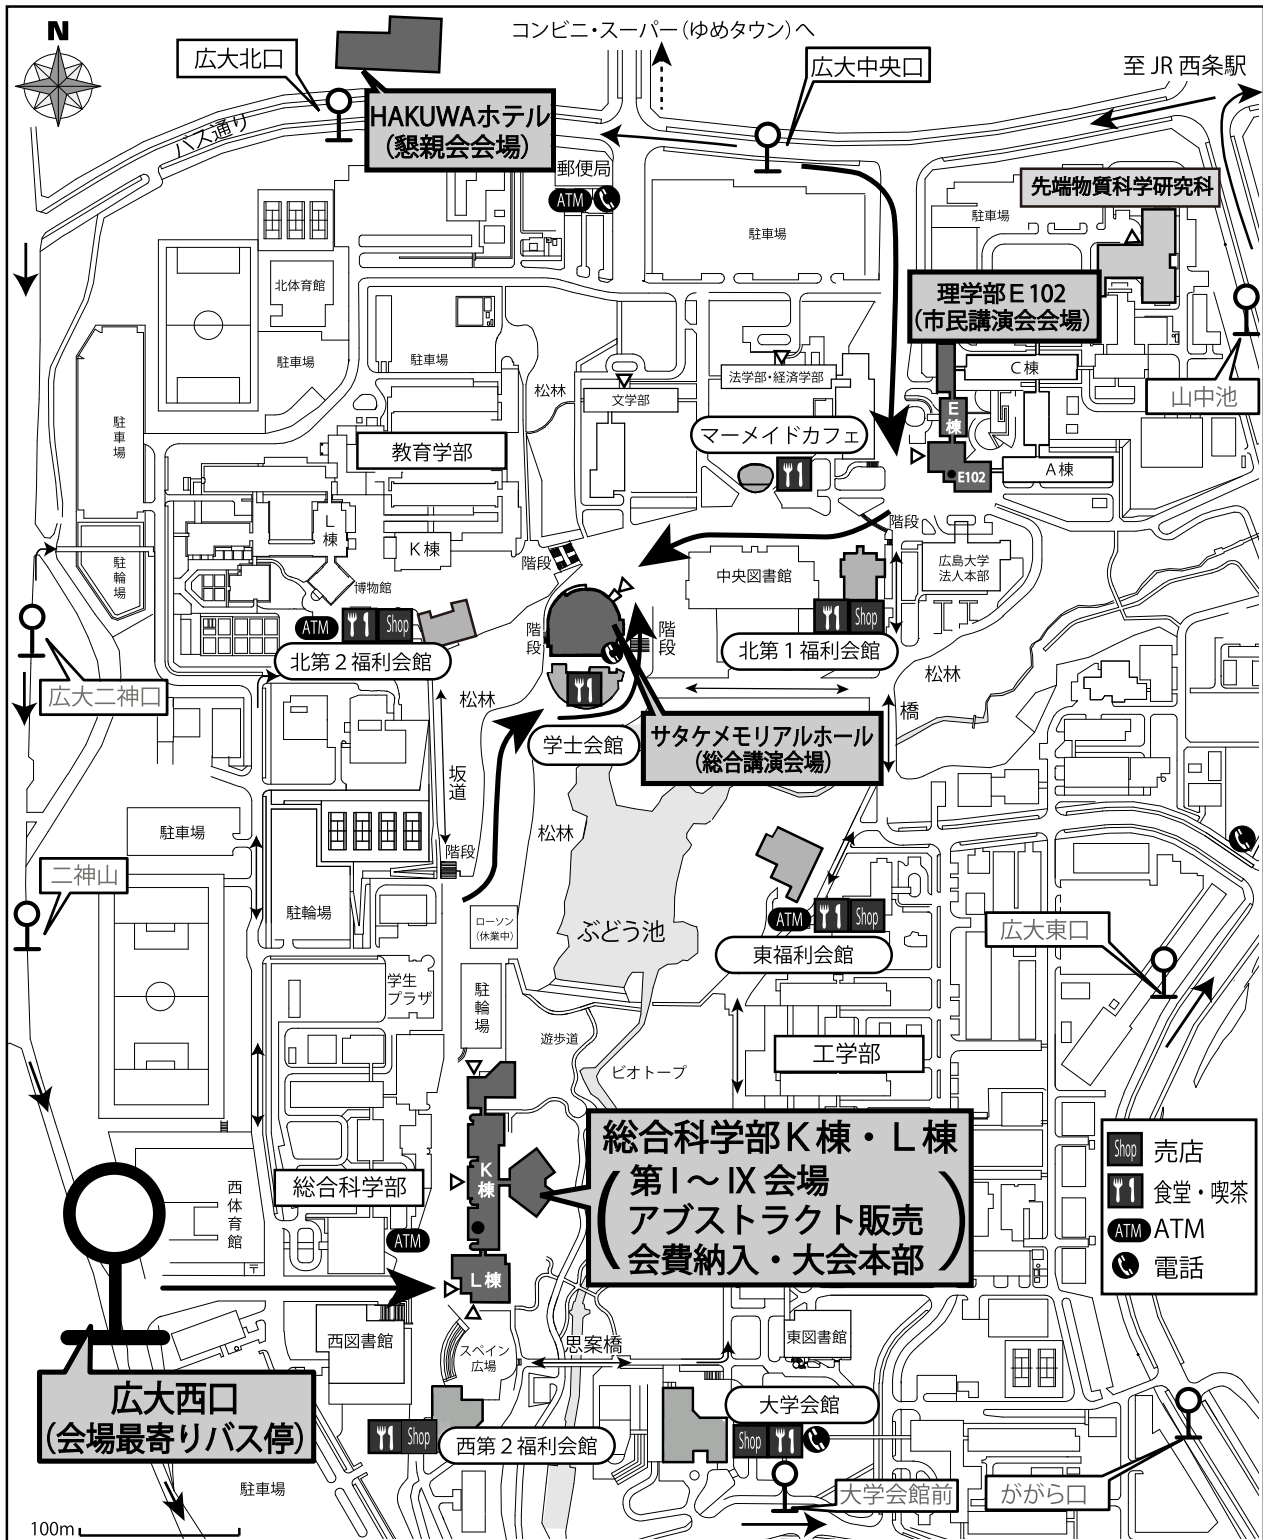 N
コンビニ・スーパー(ゆめタウン)へ
広大北口
広大中央口
至 JR 西条駅
バス通り
HAKUWAホテル
(懇親会会場)
郵便局
ATM
先端物質科学研究科
駐車場
駐車場
北体育館
理学部E 102
(市民講演会会場)
駐車場
駐車場
松林
法学部・経済学部
文学部
C棟
山中池
E
棟
駐車場
教育学部
マーメイドカフェ
E102
A棟
L
棟
K棟
階段
階段
駐輪場
博物館
中央図書館
広島大学
法人本部
ATM
Shop
階段
階段
Shop
北第2福利会館
北第1福利会館
広大二神口
松林
松林
橋
学士会館
サタケメモリアルホール
(総合講演会場)
坂道
駐車場
松林
階段
二神山
駐輪場
ローソン
(休業中)
ぶどう池
ATM
Shop
東福利会館
広大東口
学生
プラザ
駐輪場
遊歩道
工学部
ビオトープ
総合科学部K棟・L棟
第Ⅰ～Ⅸ会場
アブストラクト販売
会費納入・大会本部
K
棟
総合科学部
西体育館
ATM
L棟
Shop 売店
食堂・喫茶
ATM ATM
電話
〒
西図書館
スペイン
広場
思案橋
東図書館
広大西口
(会場最寄りバス停)
大学会館
Shop
西第2福利会館
Shop
駐車場
大学会館前
ががら口
100m